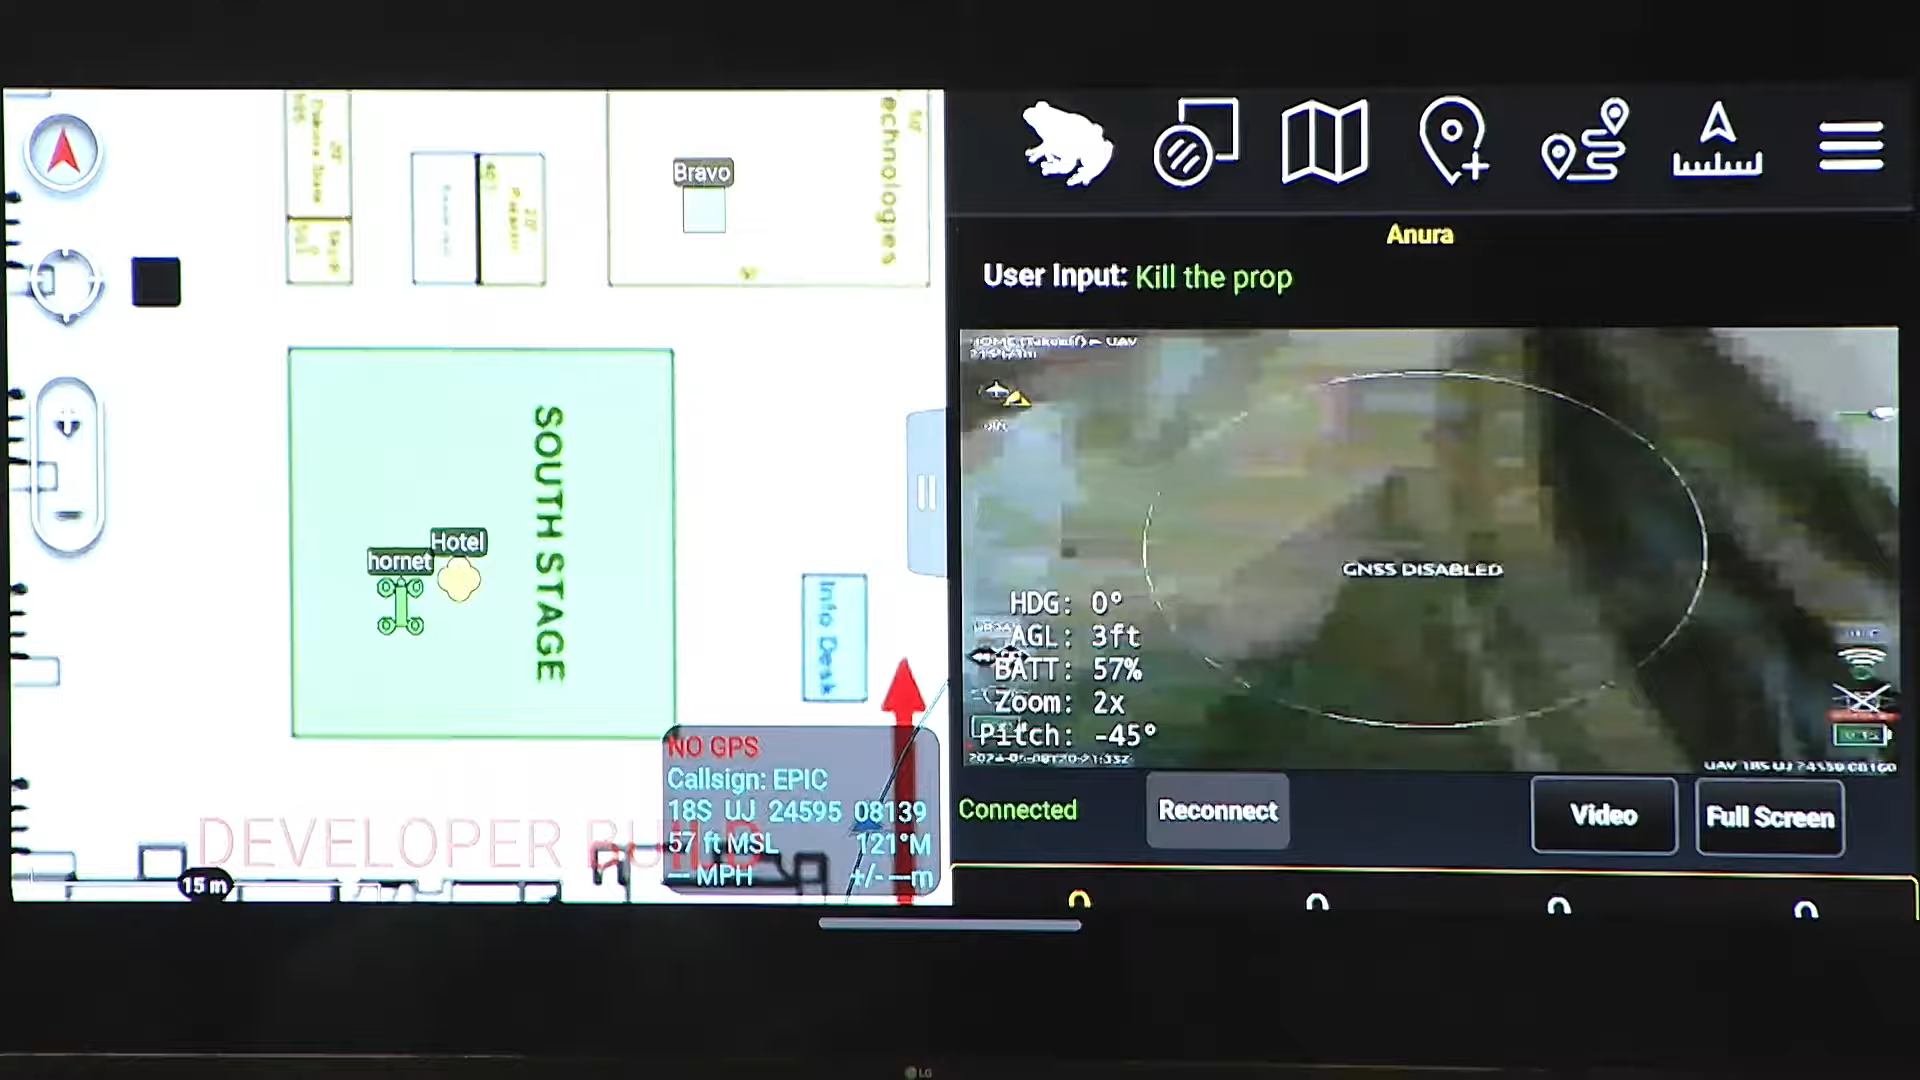 echnologies
Bravo
SOUTH STAGE
Hotel
hornet
Info Desk
NO GPS
Callsign: EPIC
18S UJ 24595 08139
57 ft MSL 121°M
-- MPH +/- --m
DEVELOPER BUILD
15 m
Anura
User Input: Kill the prop
GNSS DISABLED
HDG: 0°
AGL: 3ft
BATT: 57%
Zoom: 2x
Pitch: -45°
Connected
Reconnect
Video
Full Screen
LG